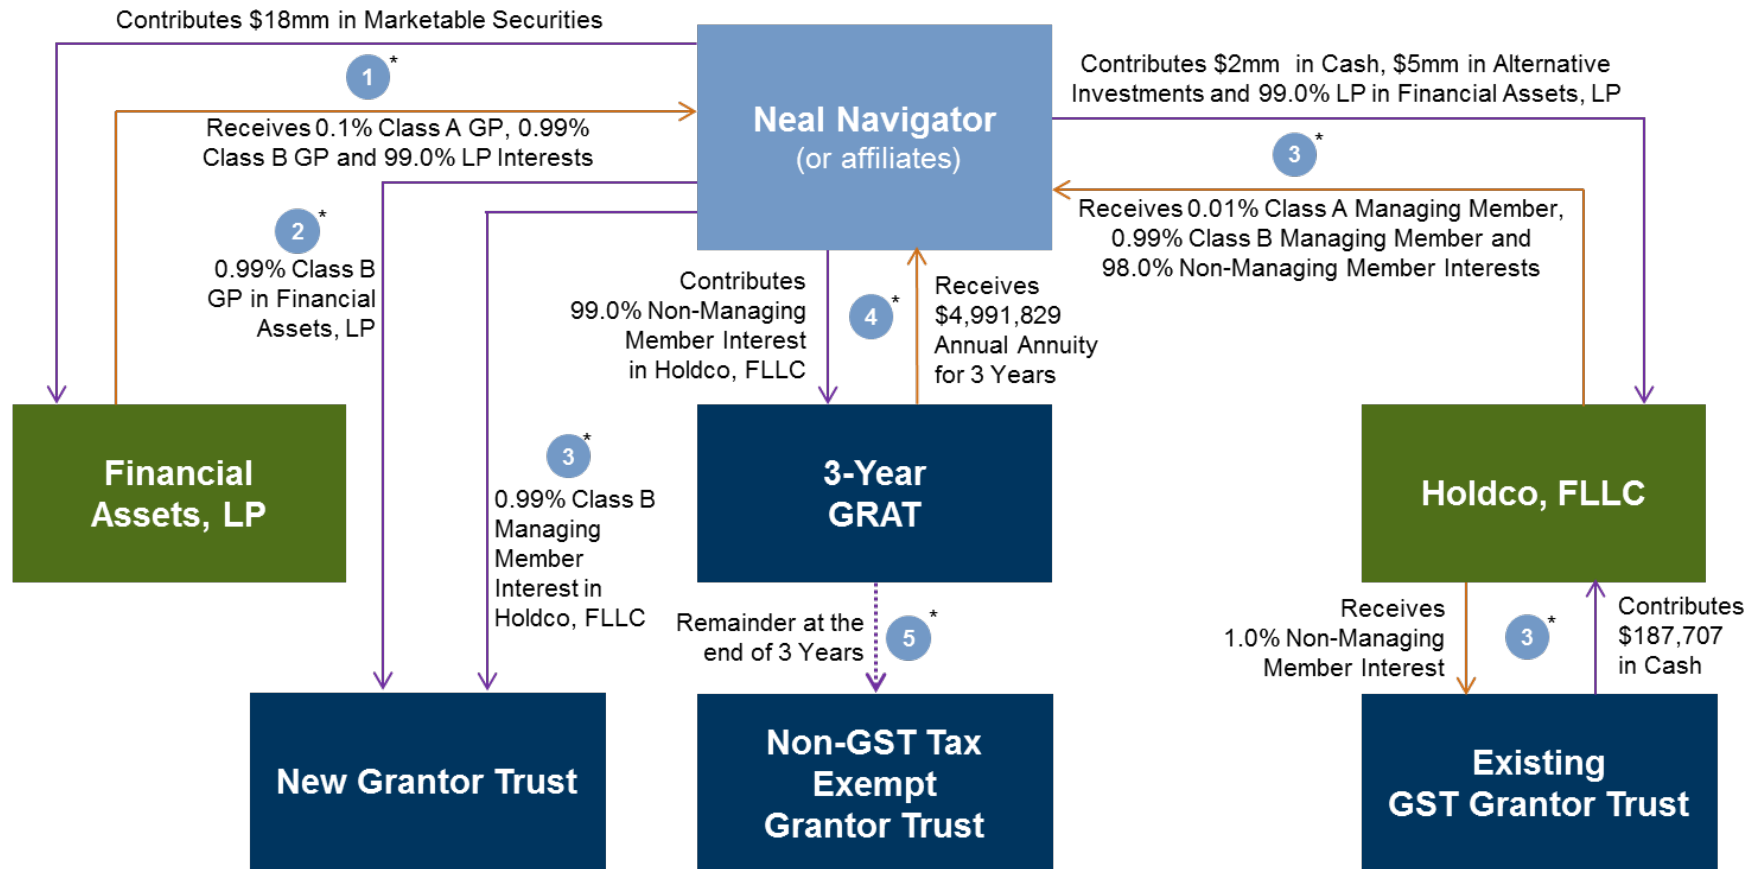 Contributes $18mm in Marketable Securities
1*
Receives 0.1% Class A GP, 0.99%
Class B GP and 99.0% LP Interests
Neal Navigator
(or affiliates)
Contributes $2mm in Cash, $5mm in Alternative
Investments and 99.0% LP in Financial Assets, LP
3*
Receives 0.01% Class A Managing Member,
0.99% Class B Managing Member and
98.0% Non-Managing Member Interests
2*
0.99% Class B
GP in Financial
Assets, LP
Contributes
99.0% Non-Managing
Member Interest
in Holdco, FLLC
4*
Receives
$4,991,829
Annual Annuity
for 3 Years
Financial
Assets, LP
3*
0.99% Class B
Managing
Member
Interest in
Holdco, FLLC
3-Year
GRAT
Holdco, FLLC
Remainder at the
end of 3 Years
5*
Receives
1.0% Non-Managing
Member Interest
3*
Contributes
$187,707
in Cash
New Grantor Trust
Non-GST Tax
Exempt
Grantor Trust
Existing
GST Grantor Trust